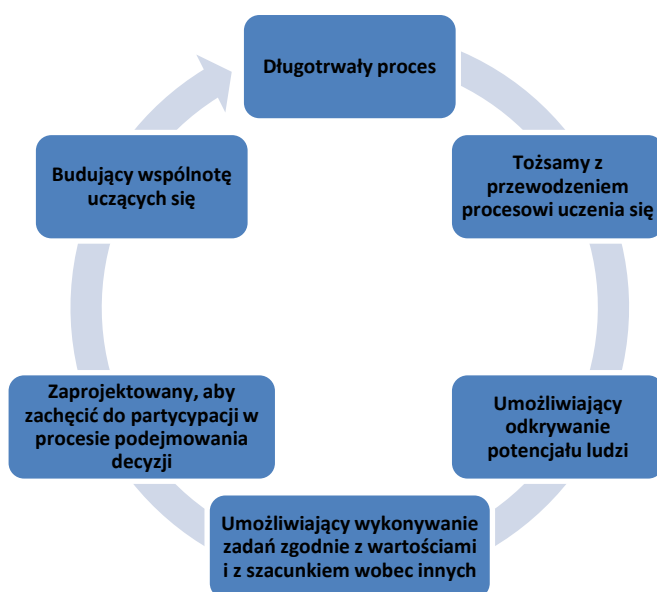 Długotrwały proces
Tożsamy z
przewodzeniem
procesowi uczenia się
Umożliwiający
odkrywanie
potencjału ludzi
Umożliwiający wykonywanie
zadań zgodnie z wartościami
i z szacunkiem wobec innych
Zaprojektowany, aby
zachęcić do partycypacji w
procesie podejmowania
decyzji
Budujący wspólnotę
uczących się